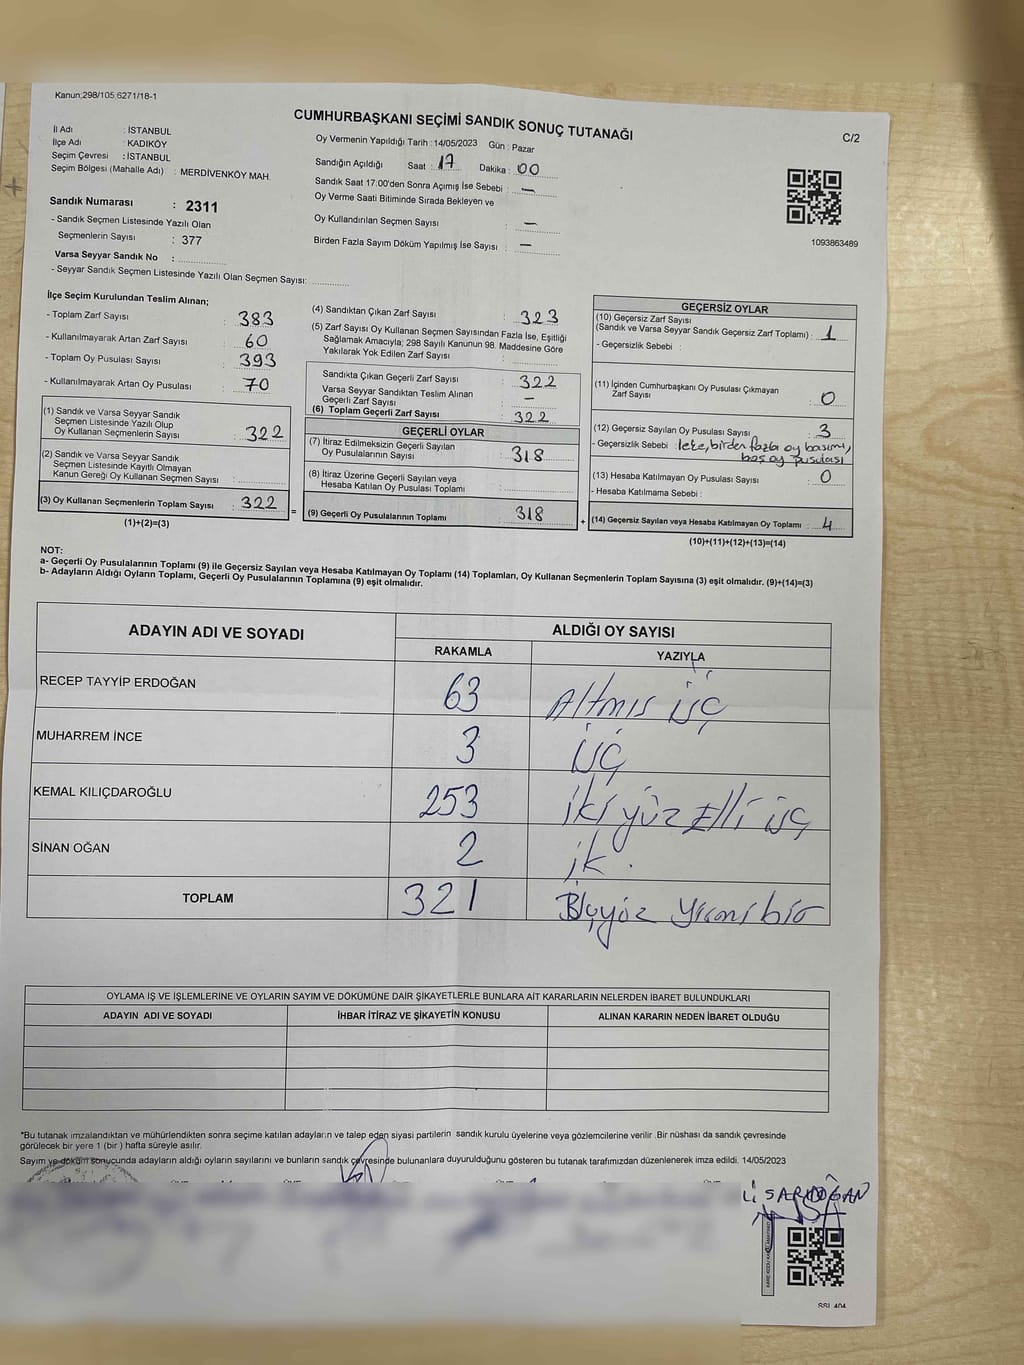 Kanun:298/105,6271/18-1
CUMHURBAŞKANI SEÇİMİ SANDIK SONUÇ TUTANAĞI
C/2
İl Adı : İSTANBUL
İlçe Adı : KADIKÖY
Seçim Çevresi : İSTANBUL
Seçim Bölgesi (Mahalle Adı) : MERDİVENKÖY MAH.
Sandık Numarası : 2311
- Sandık Seçmen Listesinde Yazılı Olan
Seçmenlerin Sayısı : 377
Varsa Seyyar Sandık No :
- Seyyar Sandık Seçmen Listesinde Yazılı Olan Seçmen Sayısı:
Oy Vermenin Yapıldığı Tarih : 14/05/2023 Gün : Pazar
Sandığın Açıldığı Saat : 17 Dakika : 00
Sandık Saat 17:00'den Sonra Açımış İse Sebebi : —
Oy Verme Saati Bitiminde Sırada Bekleyen ve
Oy Kullandırılan Seçmen Sayısı : —
Birden Fazla Sayım Döküm Yapılmış İse Sayısı : —
1093863489
İlçe Seçim Kurulundan Teslim Alınan;
- Toplam Zarf Sayısı : 383
- Kullanılmayarak Artan Zarf Sayısı : 60
- Toplam Oy Pusulası Sayısı : 393
- Kullanılmayarak Artan Oy Pusulası : 70
(1) Sandık ve Varsa Seyyar Sandık
Seçmen Listesinde Yazılı Olup
Oy Kullanan Seçmenlerin Sayısı : 322
(2) Sandık ve Varsa Seyyar Sandık
Seçmen Listesinde Kayıtlı Olmayan
Kanun Gereği Oy Kullanan Seçmen Sayısı :
(3) Oy Kullanan Seçmenlerin Toplam Sayısı : 322
(1)+(2)=(3)
=
(4) Sandıktan Çıkan Zarf Sayısı : 323
(5) Zarf Sayısı Oy Kullanan Seçmen Sayısından Fazla İse, Eşitliği
Sağlamak Amacıyla; 298 Sayılı Kanunun 98. Maddesine Göre
Yakılarak Yok Edilen Zarf Sayısı :
Sandıkta Çıkan Geçerli Zarf Sayısı : 322
Varsa Seyyar Sandıktan Teslim Alınan
Geçerli Zarf Sayısı : —
(6) Toplam Geçerli Zarf Sayısı : 322
GEÇERLİ OYLAR
(7) İtiraz Edilmeksizin Geçerli Sayılan
Oy Pusulalarının Sayısı : 318
(8) İtiraz Üzerine Geçerli Sayılan veya
Hesaba Katılan Oy Pusulası Toplamı :
(9) Geçerli Oy Pusulalarının Toplamı : 318
+
GEÇERSİZ OYLAR
(10) Geçersiz Zarf Sayısı
(Sandık ve Varsa Seyyar Sandık Geçersiz Zarf Toplamı) : 1
- Geçersizlik Sebebi :
(11) İçinden Cumhurbaşkanı Oy Pusulası Çıkmayan
Zarf Sayısı : 0
(12) Geçersiz Sayılan Oy Pusulası Sayısı : 3
- Geçersizlik Sebebi : leke, birden fazla oy basımı,
boş oy pusulası
(13) Hesaba Katılmayan Oy Pusulası Sayısı : 0
- Hesaba Katılmama Sebebi :
(14) Geçersiz Sayılan veya Hesaba Katılmayan Oy Toplamı : 4
(10)+(11)+(12)+(13)=(14)
NOT:
a- Geçerli Oy Pusulalarının Toplamı (9) ile Geçersiz Sayılan veya Hesaba Katılmayan Oy Toplamı (14) Toplamları, Oy Kullanan Seçmenlerin Toplam Sayısına (3) eşit olmalıdır. (9)+(14)=(3)
b- Adayların Aldığı Oyların Toplamı, Geçerli Oy Pusulalarının Toplamına (9) eşit olmalıdır.
ADAYIN ADI VE SOYADI ALDIĞI OY SAYISI
RAKAMLA YAZIYLA
RECEP TAYYİP ERDOĞAN 63 Altmış üç
MUHARREM İNCE 3 üç
KEMAL KILIÇDAROĞLU 253 iki yüz Elli üç
SİNAN OĞAN 2 ik.
TOPLAM 321 yirmi bir
OYLAMA İŞ VE İŞLEMLERİNE VE OYLARIN SAYIM VE DÖKÜMÜNE DAİR ŞİKAYETLERLE BUNLARA AİT KARARLARIN NELERDEN İBARET BULUNDUKLARI
ADAYIN ADI VE SOYADI İHBAR İTİRAZ VE ŞİKAYETİN KONUSU ALINAN KARARIN NEDEN İBARET OLDUĞU
*Bu tutanak imzalandıktan ve mühürlendikten sonra seçime katılan adayların ve talep eden siyasi partilerin sandık kurulu üyelerine veya gözlemcilerine verilir .Bir nüshası da sandık çevresinde
görülecek bir yere 1 (bir ) hafta süreyle asılır.
Sayım ve döküm sonucunda adayların aldığı oyların sayılarını ve bunların sandık çevresinde bulunanlara duyurulduğunu gösteren bu tutanak tarafımızdan düzenlenerek imza edildi. 14/05/2023
Lİ SARIDOĞAN